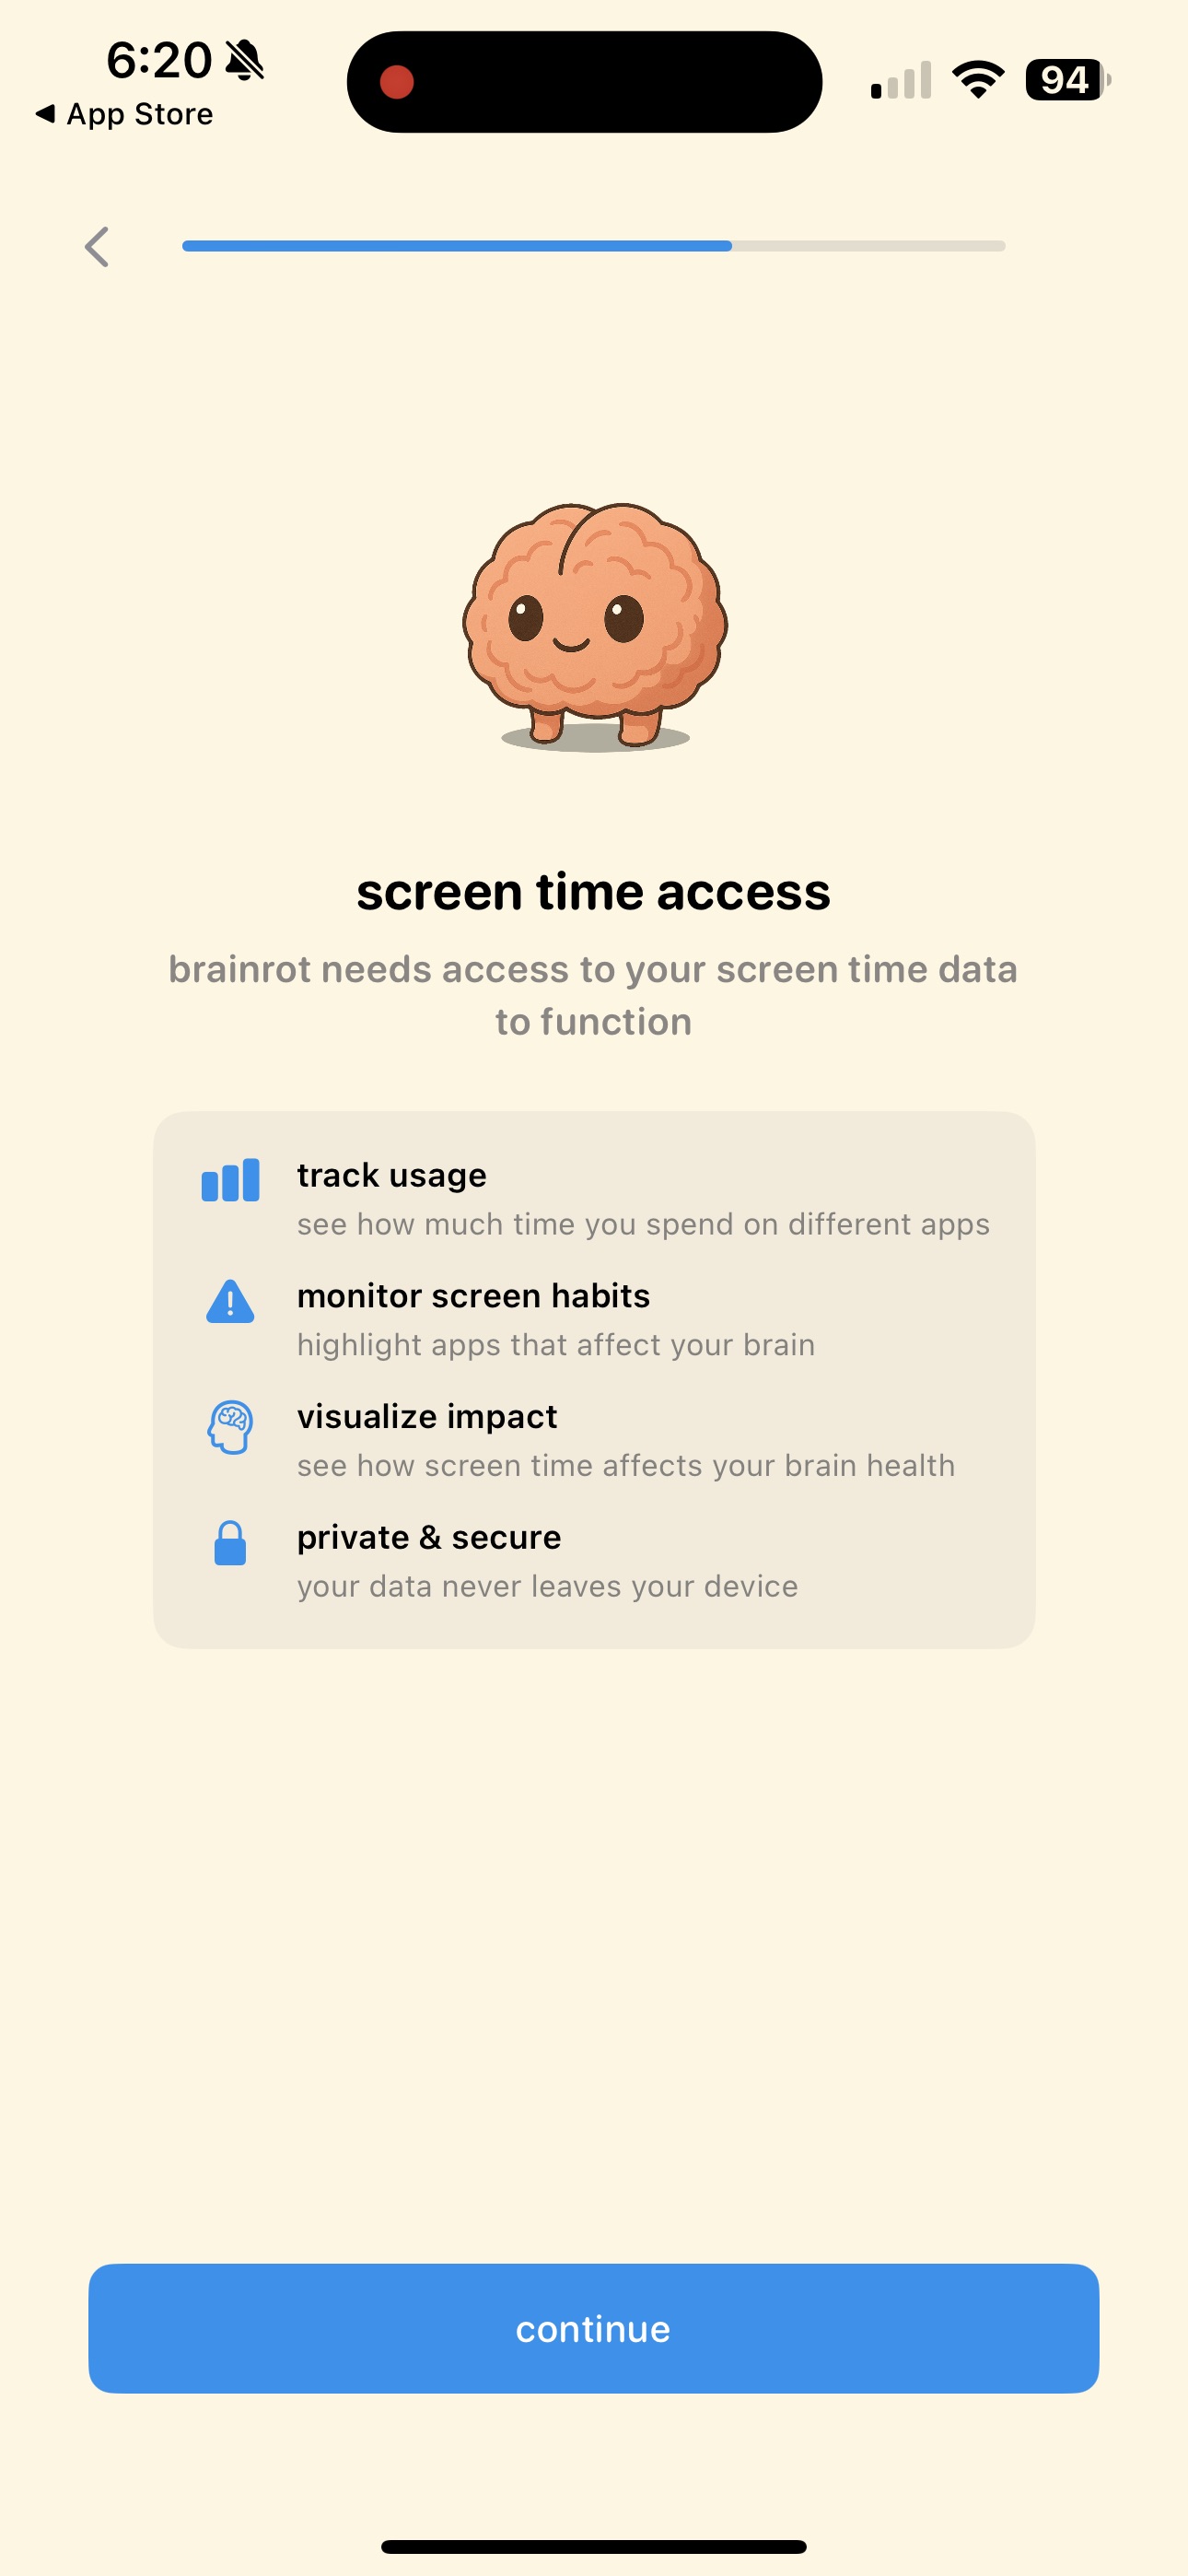 6:20
94
App Store
screen time access
brainrot needs access to your screen time data
to function
track usage
see how much time you spend on different apps
monitor screen habits
highlight apps that affect your brain
visualize impact
see how screen time affects your brain health
private & secure
your data never leaves your device
continue